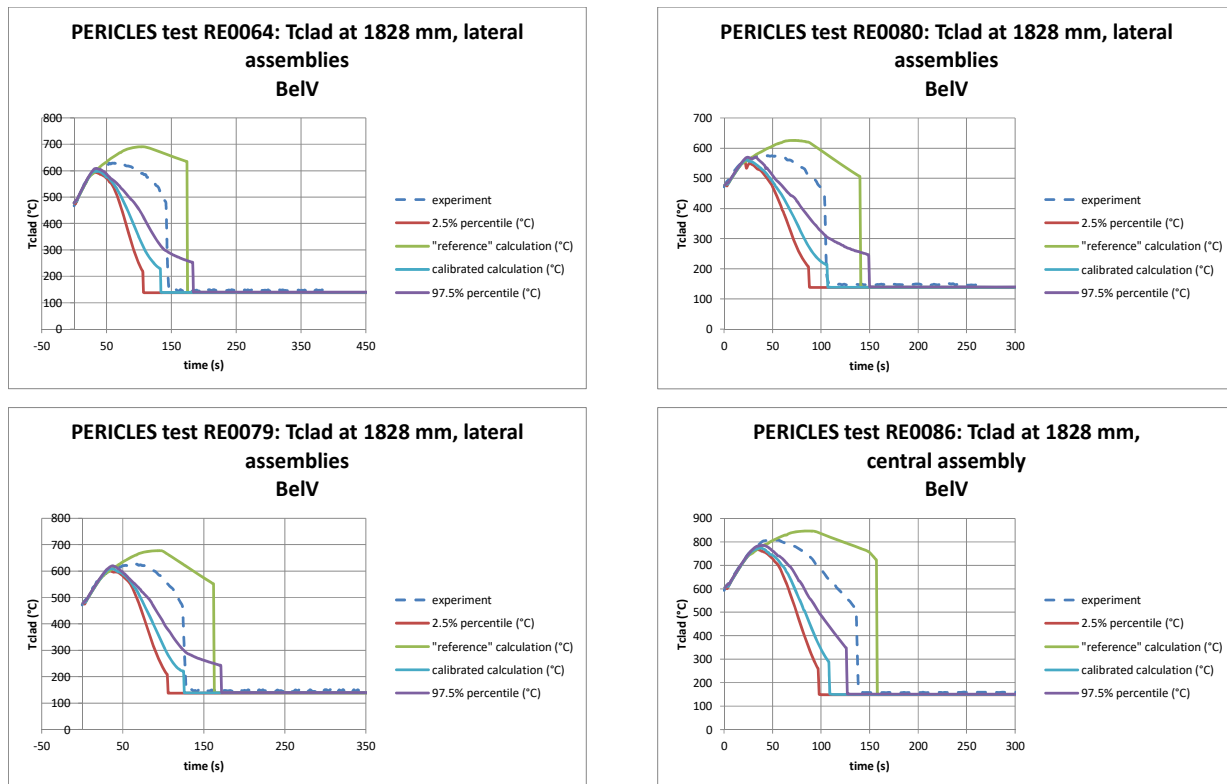 PERICLES test RE0064: Tclad at 1828 mm, lateral
assemblies
BelV
800
700
600
500
400
300
200
100
0
-50
50
150
250
350
450
Tclad (°C)
time (s)
experiment
2.5% percentile (°C)
"reference" calculation (°C)
calibrated calculation (°C)
97.5% percentile (°C)
PERICLES test RE0080: Tclad at 1828 mm, lateral
assemblies
BelV
700
600
500
400
300
200
100
0
0
50
100
150
200
250
300
Tclad (°C)
time (s)
experiment
2.5% percentile (°C)
"reference" calculation (°C)
calibrated calculation (°C)
97.5% percentile (°C)
PERICLES test RE0079: Tclad at 1828 mm, lateral
assemblies
BelV
800
700
600
500
400
300
200
100
0
-50
50
150
250
350
Tclad (°C)
time (s)
experiment
2.5% percentile (°C)
"reference" calculation (°C)
calibrated calculation (°C)
97.5% percentile (°C)
PERICLES test RE0086: Tclad at 1828 mm,
central assembly
BelV
900
800
700
600
500
400
300
200
100
0
0
50
100
150
200
250
300
Tclad (°C)
time (s)
experiment
2.5% percentile (°C)
"reference" calculation (°C)
calibrated calculation (°C)
97.5% percentile (°C)